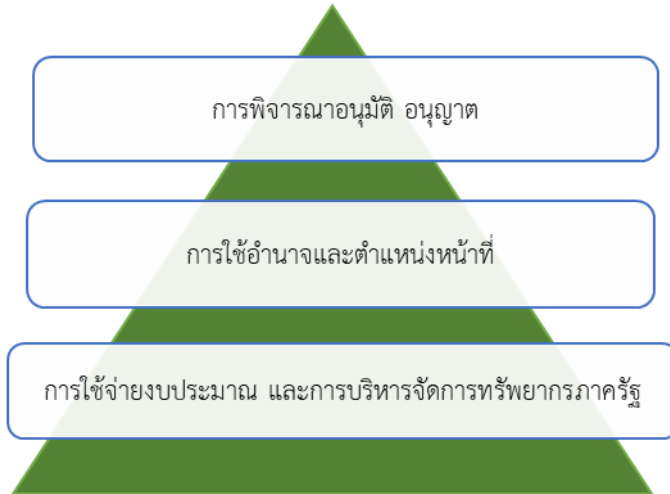 การพิจารณาอนุมัติ อนุญาต
การใช้อำนาจและตำแหน่งหน้าที่
การใช้จ่ายงบประมาณ และการบริหารจัดการทรัพยากรภาครัฐ